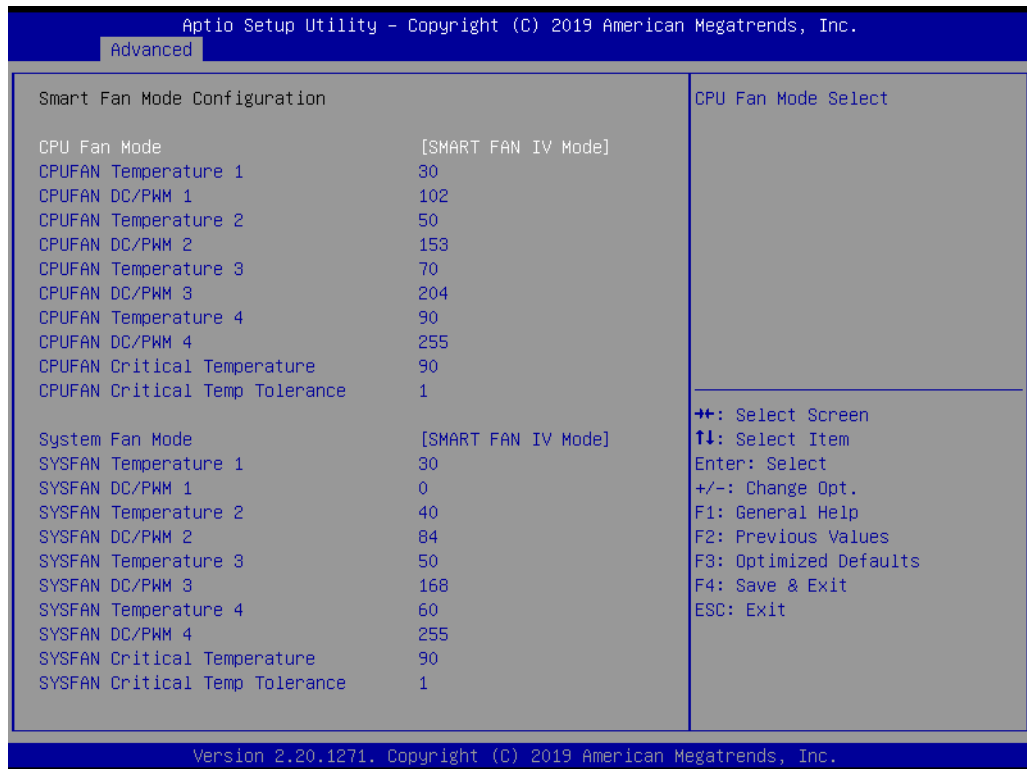 Aptio Setup Utility – Copyright (C) 2019 American Megatrends, Inc.
Advanced
Smart Fan Mode Configuration
CPU Fan Mode [SMART FAN IV Mode]
CPUFAN Temperature 1 30
CPUFAN DC/PWM 1 102
CPUFAN Temperature 2 50
CPUFAN DC/PWM 2 153
CPUFAN Temperature 3 70
CPUFAN DC/PWM 3 204
CPUFAN Temperature 4 90
CPUFAN DC/PWM 4 255
CPUFAN Critical Temperature 90
CPUFAN Critical Temp Tolerance 1
System Fan Mode [SMART FAN IV Mode]
SYSFAN Temperature 1 30
SYSFAN DC/PWM 1 0
SYSFAN Temperature 2 40
SYSFAN DC/PWM 2 84
SYSFAN Temperature 3 50
SYSFAN DC/PWM 3 168
SYSFAN Temperature 4 60
SYSFAN DC/PWM 4 255
SYSFAN Critical Temperature 90
SYSFAN Critical Temp Tolerance 1
CPU Fan Mode Select
→←: Select Screen
↑↓: Select Item
Enter: Select
+/-: Change Opt.
F1: General Help
F2: Previous Values
F3: Optimized Defaults
F4: Save & Exit
ESC: Exit
Version 2.20.1271. Copyright (C) 2019 American Megatrends, Inc.